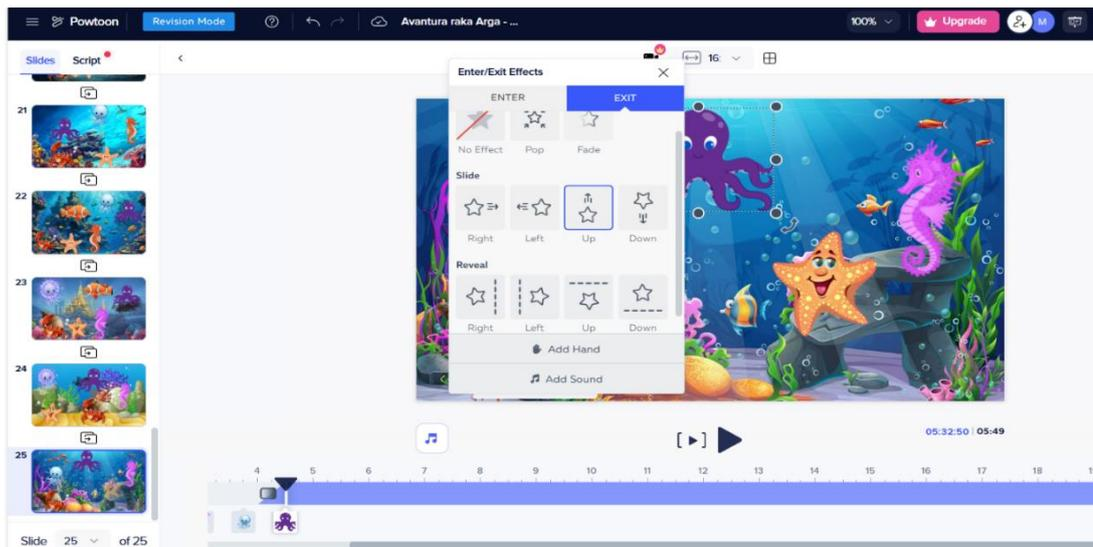 Powtoon
Revision Mode
Avantura raka Arga - ...
100%
Upgrade
M
Slides
Script
16:
Enter/Exit Effects
ENTER
EXIT
No Effect
Pop
Fade
Slide
Right
Left
Up
Down
Reveal
Right
Left
Up
Down
Add Hand
Add Sound
21
22
23
24
25
05:32:50 | 05:49
4 5 6 7 8 9 10 11 12 13 14 15 16 17 18
Slide 25 of 25